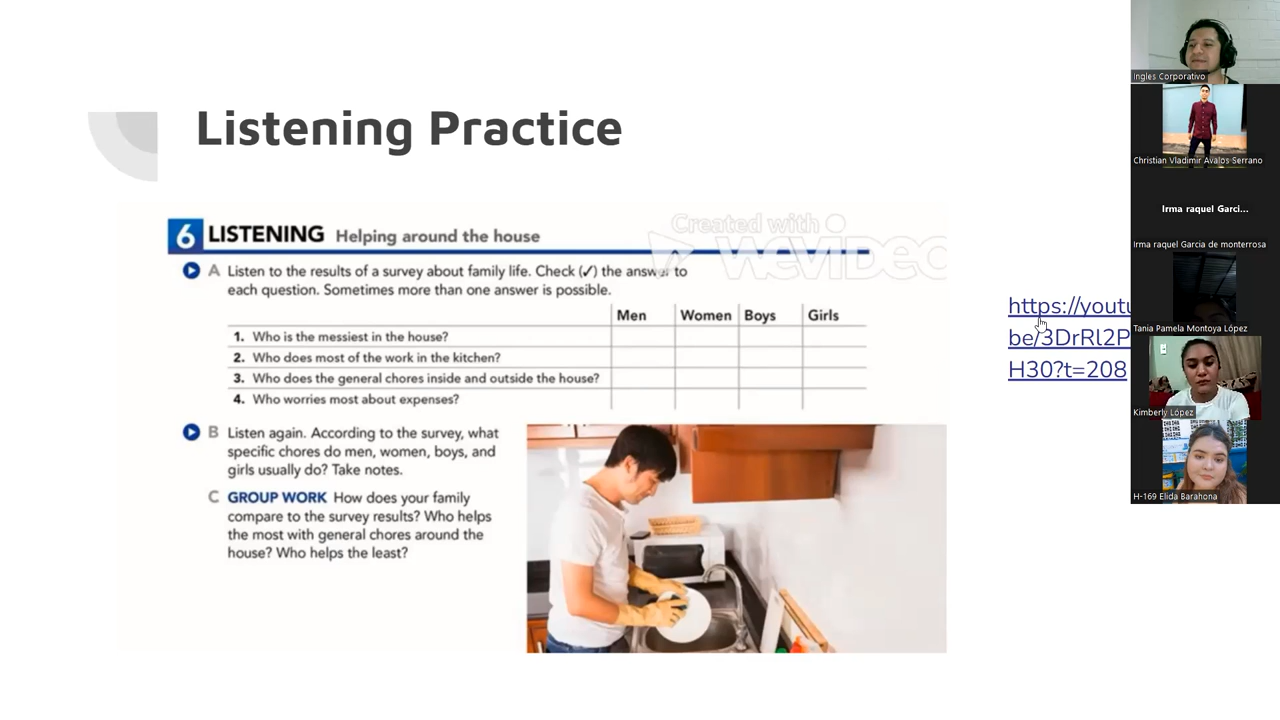 Listening Practice
6 LISTENING Helping around the house
Created with
WEVIDEO
A Listen to the results of a survey about family life. Check (✓) the answer to
each question. Sometimes more than one answer is possible.
Men Women Boys Girls
1. Who is the messiest in the house?
2. Who does most of the work in the kitchen?
3. Who does the general chores inside and outside the house?
4. Who worries most about expenses?
B Listen again. According to the survey, what
specific chores do men, women, boys, and
girls usually do? Take notes.
C GROUP WORK How does your family
compare to the survey results? Who helps
the most with general chores around the
house? Who helps the least?
https://youtu
be/3DrRl2P
H30?t=208
Ingles Corporativo
Christian Vladimir Avalos Serrano
Irma raquel Garci...
Irma raquel Garcia de monterrosa
Tania Pamela Montoya López
Kimberly López
H-169 Elida Barahona